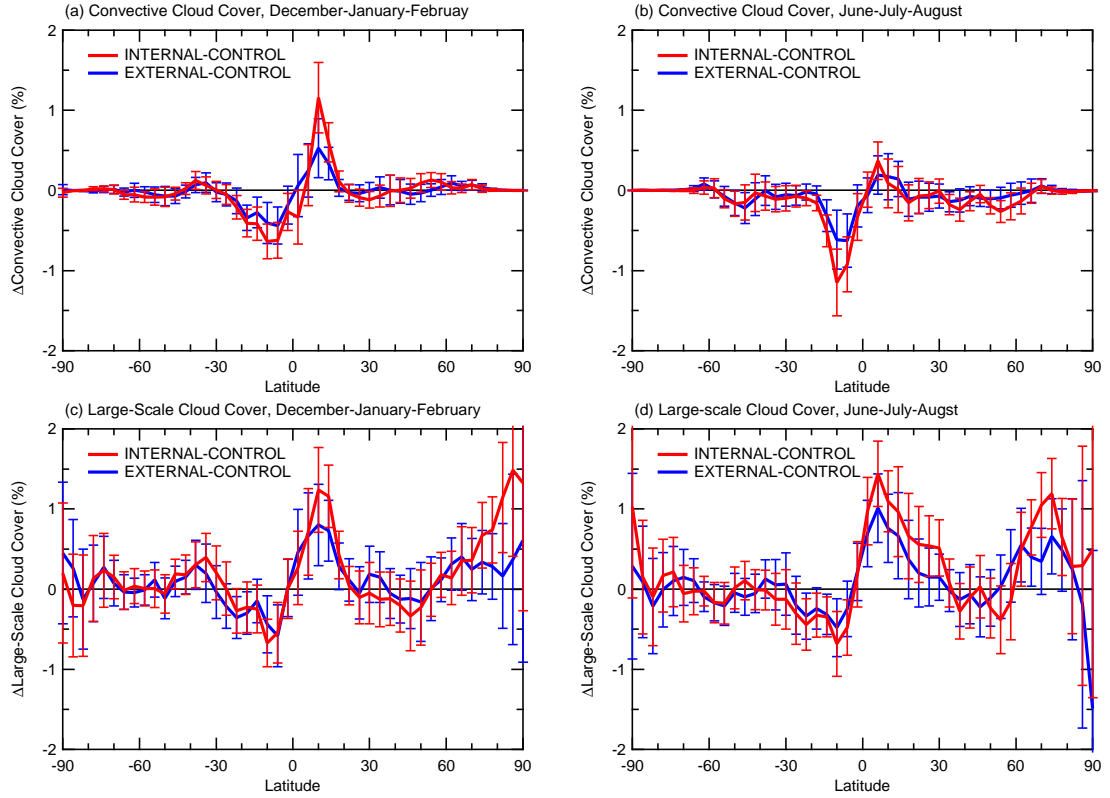 (a) Convective Cloud Cover, December-January-Februay
2
1
0
-1
-2
ΔConvective Cloud Cover (%)
INTERNAL-CONTROL
EXTERNAL-CONTROL
-90 -60 -30 0 30 60 90
Latitude
(b) Convective Cloud Cover, June-July-August
2
1
0
-1
-2
ΔConvective Cloud Cover (%)
INTERNAL-CONTROL
EXTERNAL-CONTROL
-90 -60 -30 0 30 60 90
Latitude
(c) Large-Scale Cloud Cover, December-January-February
2
1
0
-1
-2
ΔLarge-Scale Cloud Cover (%)
INTERNAL-CONTROL
EXTERNAL-CONTROL
-90 -60 -30 0 30 60 90
Latitude
(d) Large-scale Cloud Cover, June-July-Augst
2
1
0
-1
-2
ΔLarge-Scale Cloud Cover (%)
INTERNAL-CONTROL
EXTERNAL-CONTROL
-90 -60 -30 0 30 60 90
Latitude